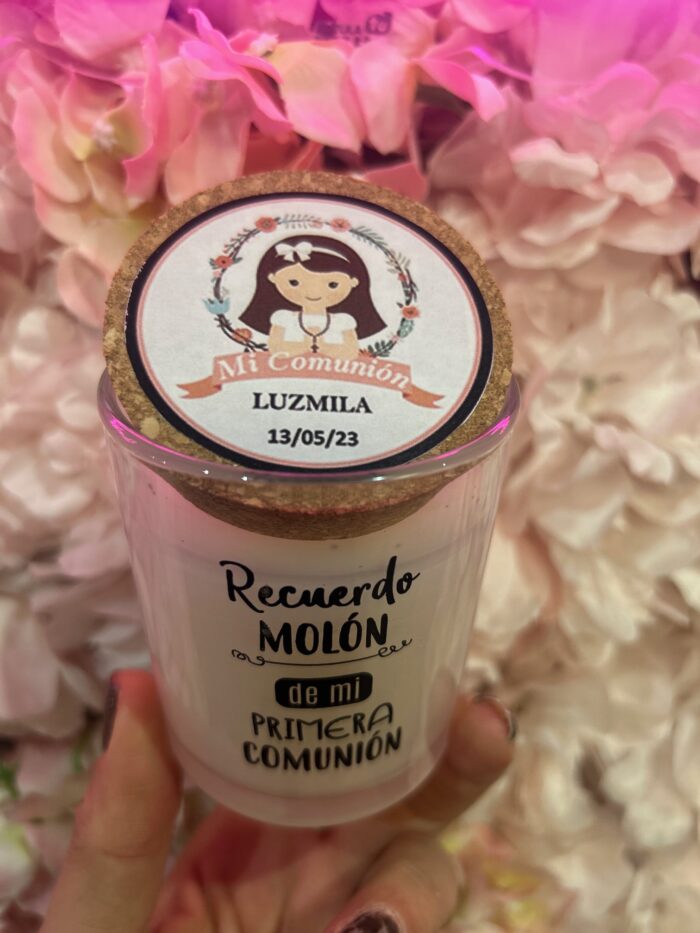 Mi Comunión
LUZMILA
13/05/23
Recuerdo
MOLÓN
de mi
PRIMERA
COMUNIÓN